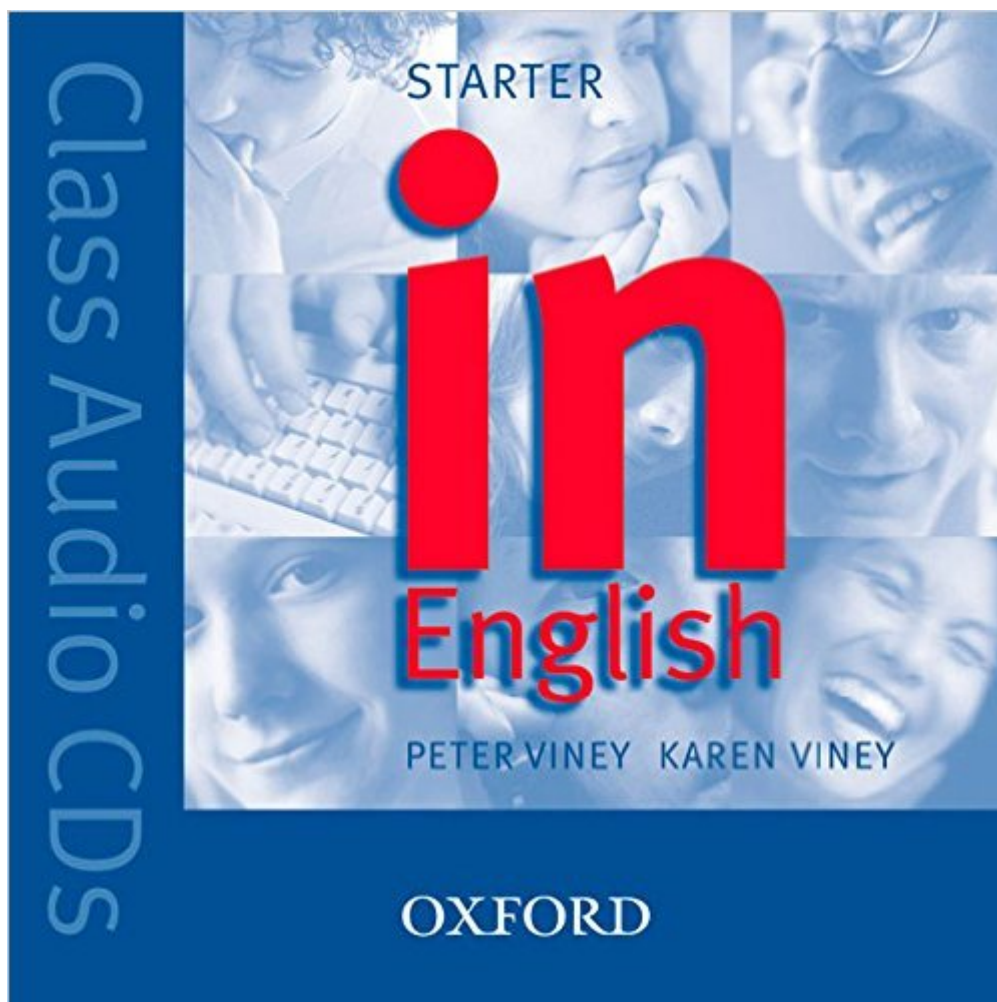 Class Audio CDs
STARTER
in
English
PETER VINEY KAREN VINEY
OXFORD